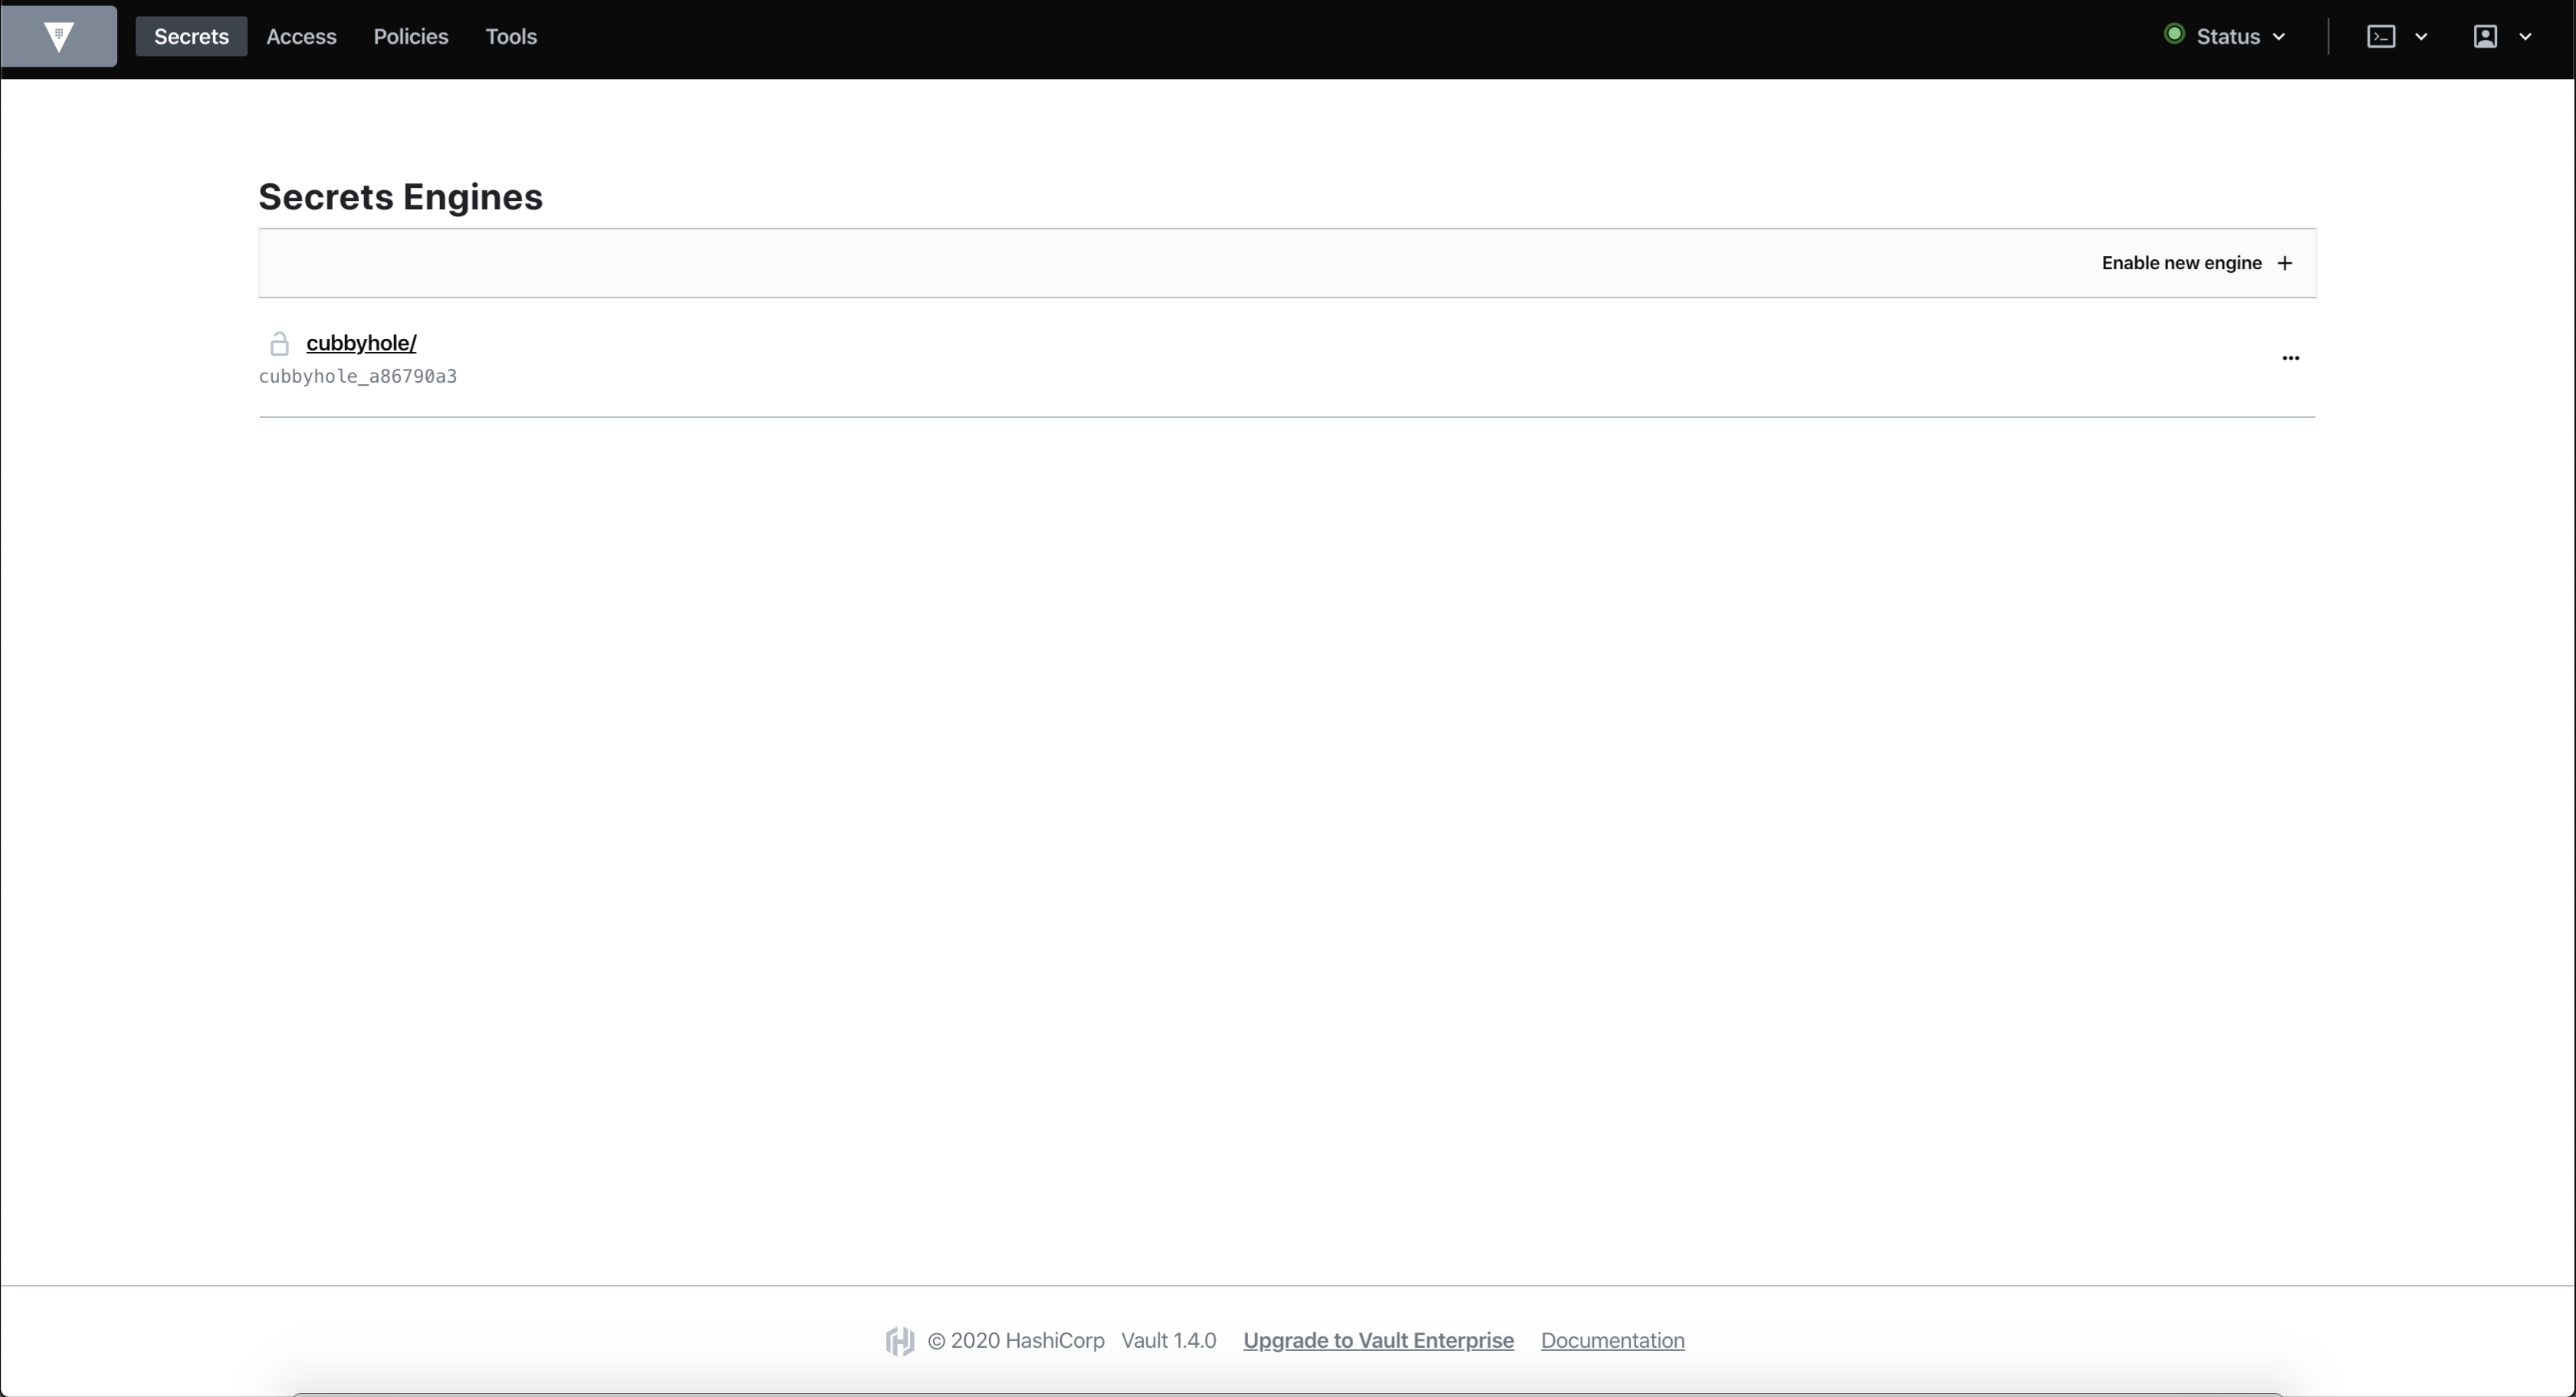 Secrets Access Policies Tools Status
Secrets Engines
Enable new engine
cubbyhole/
cubbyhole_a86790a3
© 2020 HashiCorp Vault 1.4.0 Upgrade to Vault Enterprise Documentation